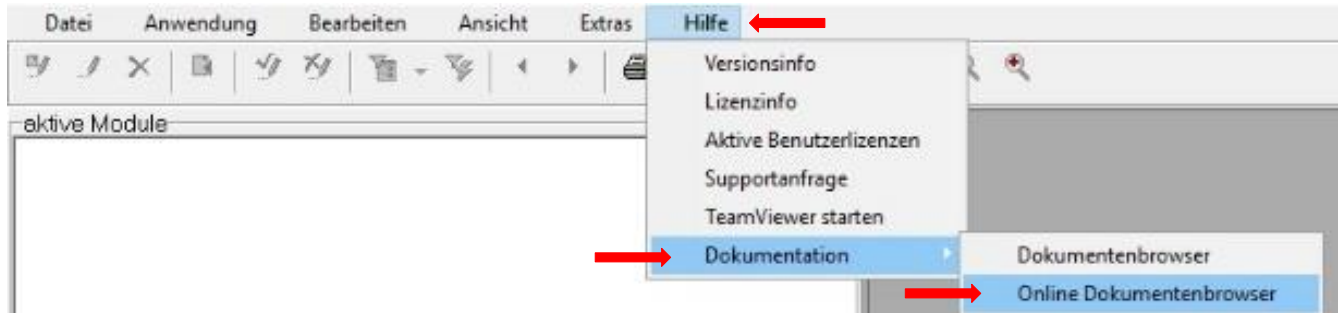 Datei Anwendung Bearbeiten Ansicht Extras Hilfe
Versionsinfo
Lizenzinfo
aktive Module
Aktive Benutzerlizenzen
Supportanfrage
TeamViewer starten
Dokumentation
Dokumentenbrowser
Online Dokumentenbrowser